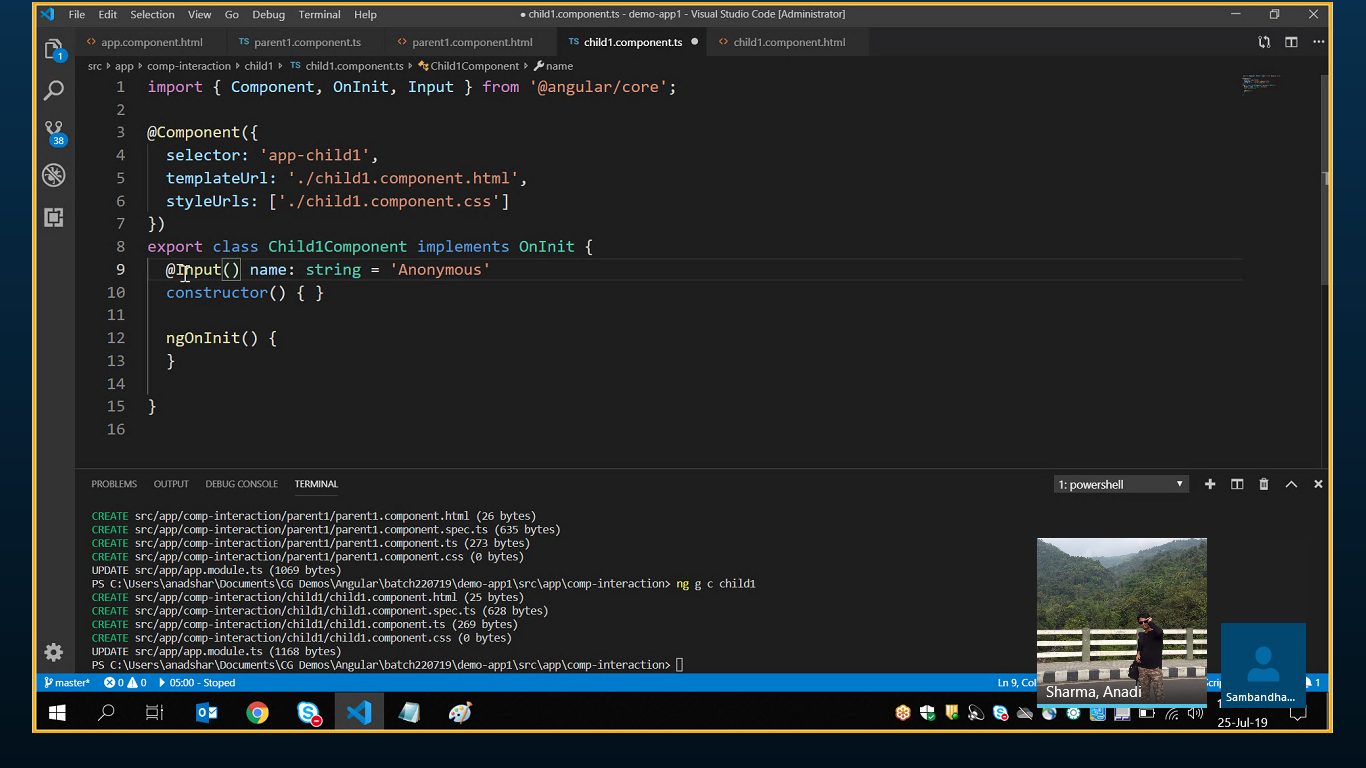 File Edit Selection View Go Debug Terminal Help
● child1.component.ts - demo-app1 - Visual Studio Code [Administrator]
<> app.component.html TS parent1.component.ts <> parent1.component.html TS child1.component.ts ● <> child1.component.html
src › app › comp-interaction › child1 › TS child1.component.ts › Child1Component › name
1 import { Component, OnInit, Input } from '@angular/core';
2
3 @Component({
4 selector: 'app-child1',
5 templateUrl: './child1.component.html',
6 styleUrls: ['./child1.component.css']
7 })
8 export class Child1Component implements OnInit {
9 @Input() name: string = 'Anonymous'
10 constructor() { }
11
12 ngOnInit() {
13 }
14
15 }
16
1
38
PROBLEMS OUTPUT DEBUG CONSOLE TERMINAL 1: powershell
CREATE src/app/comp-interaction/parent1/parent1.component.html (26 bytes)
CREATE src/app/comp-interaction/parent1/parent1.component.spec.ts (635 bytes)
CREATE src/app/comp-interaction/parent1/parent1.component.ts (273 bytes)
CREATE src/app/comp-interaction/parent1/parent1.component.css (0 bytes)
UPDATE src/app/app.module.ts (1069 bytes)
PS C:\Users\anadshar\Documents\CG Demos\Angular\batch220719\demo-app1\src\app\comp-interaction> ng g c child1
CREATE src/app/comp-interaction/child1/child1.component.html (25 bytes)
CREATE src/app/comp-interaction/child1/child1.component.spec.ts (628 bytes)
CREATE src/app/comp-interaction/child1/child1.component.ts (269 bytes)
CREATE src/app/comp-interaction/child1/child1.component.css (0 bytes)
UPDATE src/app/app.module.ts (1168 bytes)
PS C:\Users\anadshar\Documents\CG Demos\Angular\batch220719\demo-app1\src\app\comp-interaction>
master* 0 0 05:00 - Stoped Ln 9, Col 1
Sharma, Anadi
Sambandha...
25-Jul-19